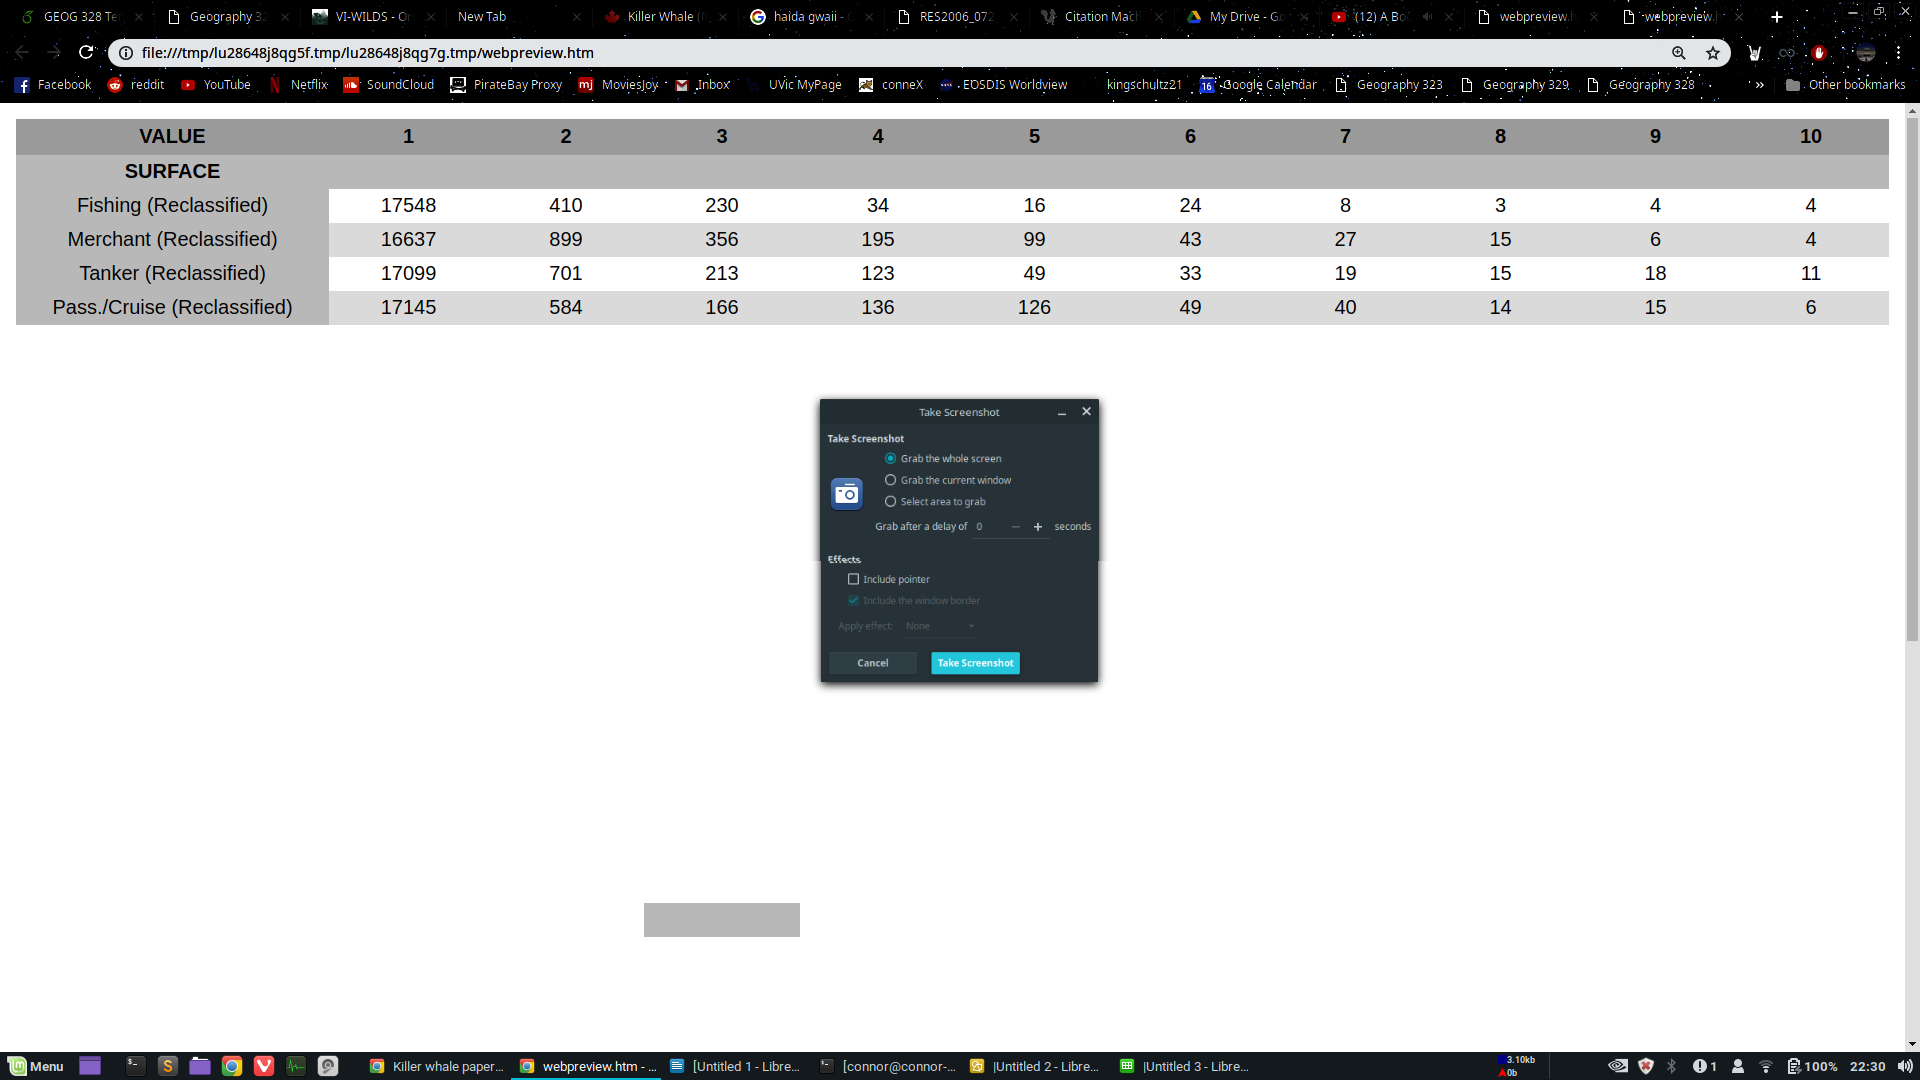 GEOG 328 Te
Geography 32
VI-WILDS - O
New Tab
Killer Whale (
haida gwaii -
RES2006_072
Citation Mac
My Drive - Go
(12) A Bo
webpreview.
webpreview.
file:///tmp/lu28648j8qg5f.tmp/lu28648j8qg7g.tmp/webpreview.htm
Facebook
reddit
YouTube
Netflix
SoundCloud
PirateBay Proxy
mj MoviesJoy
Inbox
UVic MyPage
conneX
EOSDIS Worldview
kingschultz21
16 Google Calendar
Geography 323
Geography 329
Geography 328
»
Other bookmarks
VALUE 1 2 3 4 5 6 7 8 9 10
SURFACE
Fishing (Reclassified) 17548 410 230 34 16 24 8 3 4 4
Merchant (Reclassified) 16637 899 356 195 99 43 27 15 6 4
Tanker (Reclassified) 17099 701 213 123 49 33 19 15 18 11
Pass./Cruise (Reclassified) 17145 584 166 136 126 49 40 14 15 6
Take Screenshot
Take Screenshot
Grab the whole screen
Grab the current window
Select area to grab
Grab after a delay of 0 − + seconds
Effects
Include pointer
Include the window border
Apply effect: None
Cancel
Take Screenshot
Menu
Killer whale paper...
webpreview.htm - ...
[Untitled 1 - Libre...
[connor@connor-...
|Untitled 2 - Libre...
|Untitled 3 - Libre...
3.10kb
0b
1
100%
22:30